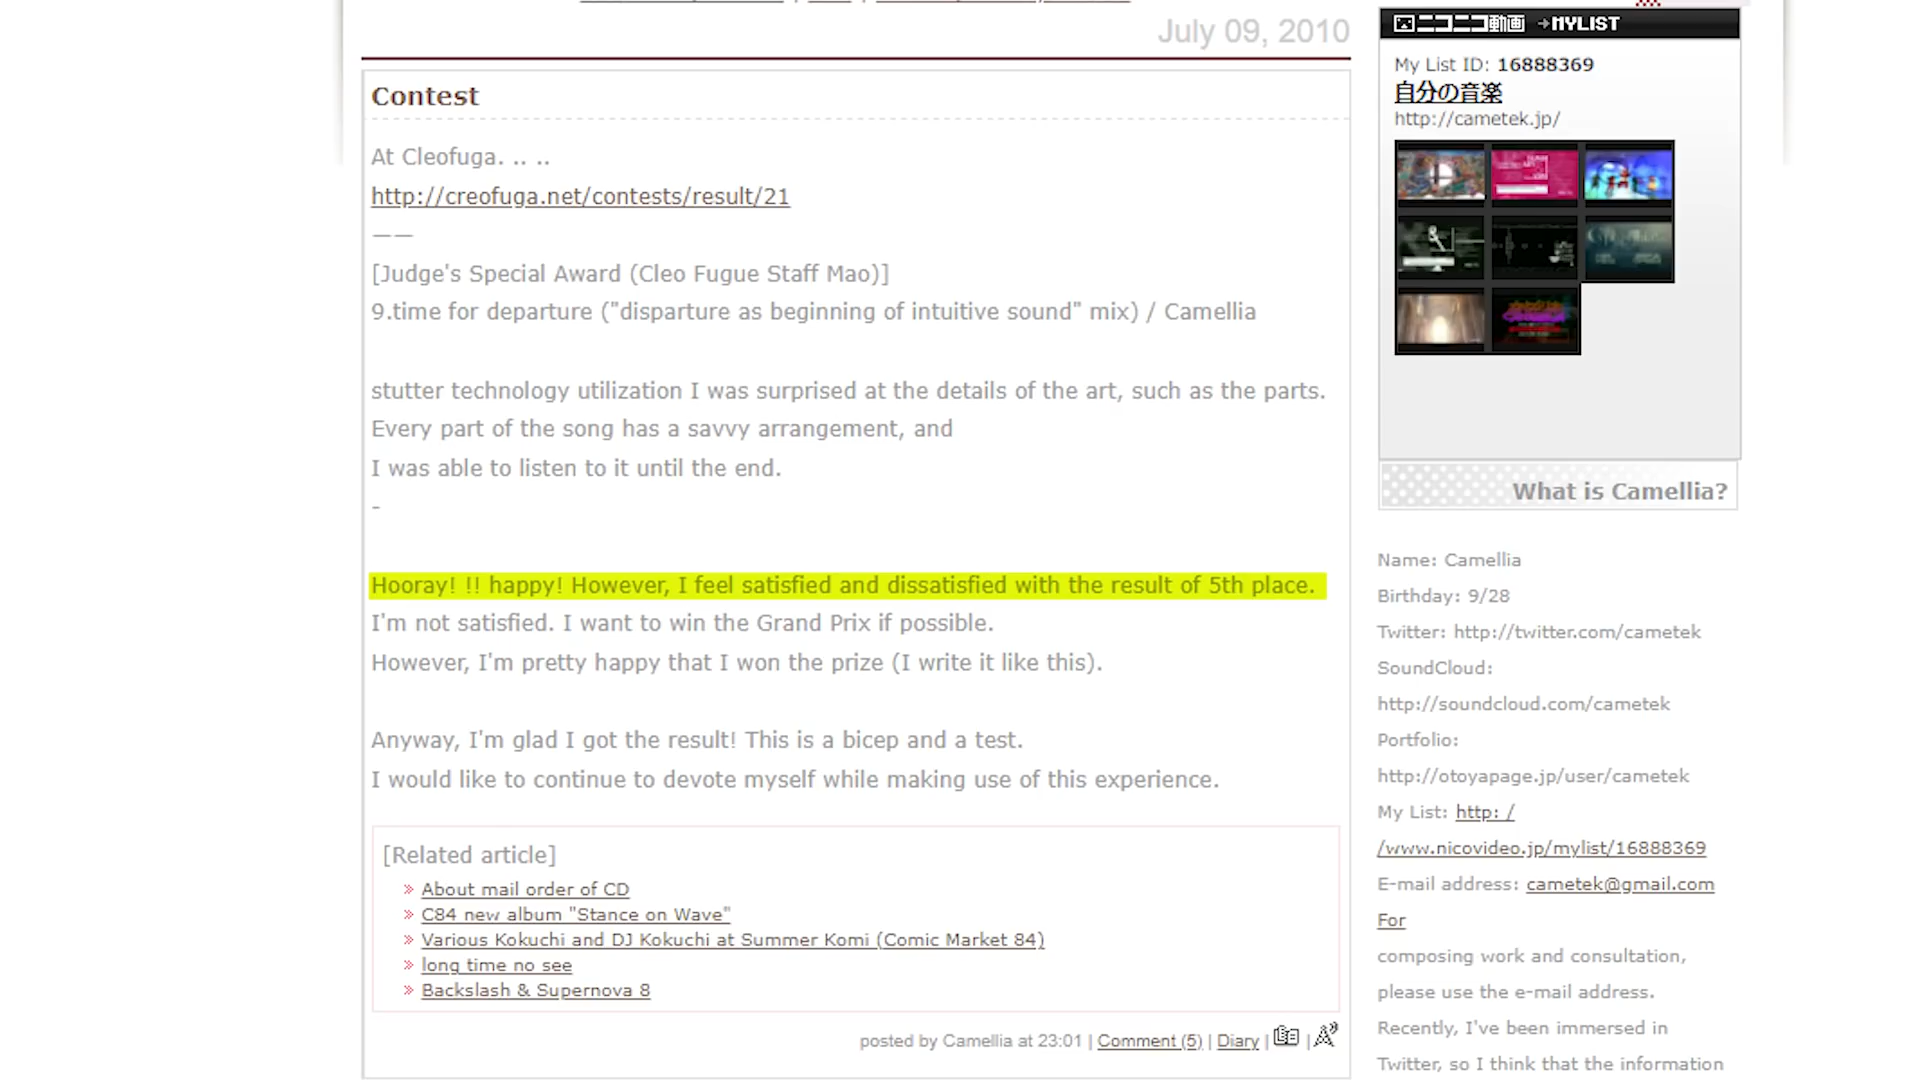 July 09, 2010
Contest
At Cleofuga. .. ..
http://creofuga.net/contests/result/21
——
[Judge's Special Award (Cleo Fugue Staff Mao)]
9.time for departure ("disparture as beginning of intuitive sound" mix) / Camellia
stutter technology utilization I was surprised at the details of the art, such as the parts.
Every part of the song has a savvy arrangement, and
I was able to listen to it until the end.
-
Hooray! !! happy! However, I feel satisfied and dissatisfied with the result of 5th place.
I'm not satisfied. I want to win the Grand Prix if possible.
However, I'm pretty happy that I won the prize (I write it like this).
Anyway, I'm glad I got the result! This is a bicep and a test.
I would like to continue to devote myself while making use of this experience.
[Related article]
» About mail order of CD
» C84 new album "Stance on Wave"
» Various Kokuchi and DJ Kokuchi at Summer Komi (Comic Market 84)
» long time no see
» Backslash & Supernova 8
posted by Camellia at 23:01 | Comment (5) | Diary | |
ニコニコ動画 →MYLIST
My List ID: 16888369
自分の音楽
http://cametek.jp/
What is Camellia?
Name: Camellia
Birthday: 9/28
Twitter: http://twitter.com/cametek
SoundCloud:
http://soundcloud.com/cametek
Portfolio:
http://otoyapage.jp/user/cametek
My List: http: /
/www.nicovideo.jp/mylist/16888369
E-mail address: cametek@gmail.com
For
composing work and consultation,
please use the e-mail address.
Recently, I've been immersed in
Twitter, so I think that the information